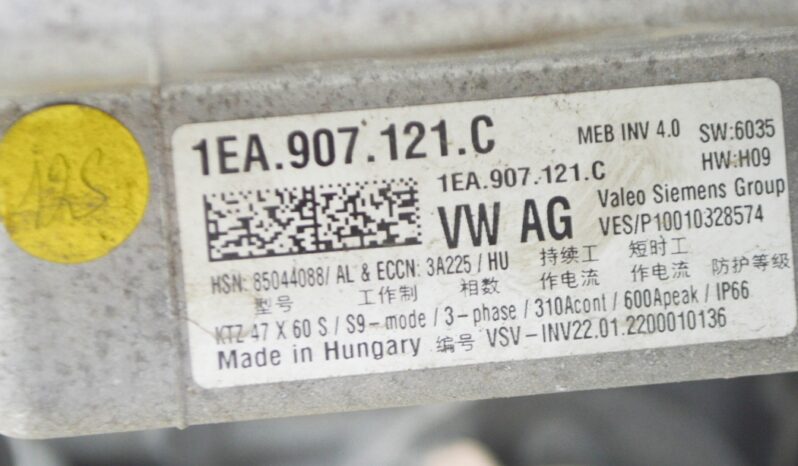 1EA.907.121.C MEB INV 4.0 SW:6035
HW:H09
1EA.907.121.C
VW AG Valeo Siemens Group
VES/P10010328574
HSN: 85044088/ AL & ECCN: 3A225 / HU
型号 工作制 相数 持续工作电流 短时工作电流 防护等级
KTZ 47 X 60 S / S9-mode / 3-phase / 310Acont / 600Apeak / IP66
Made in Hungary 编号 VSV-INV22.01.2200010136